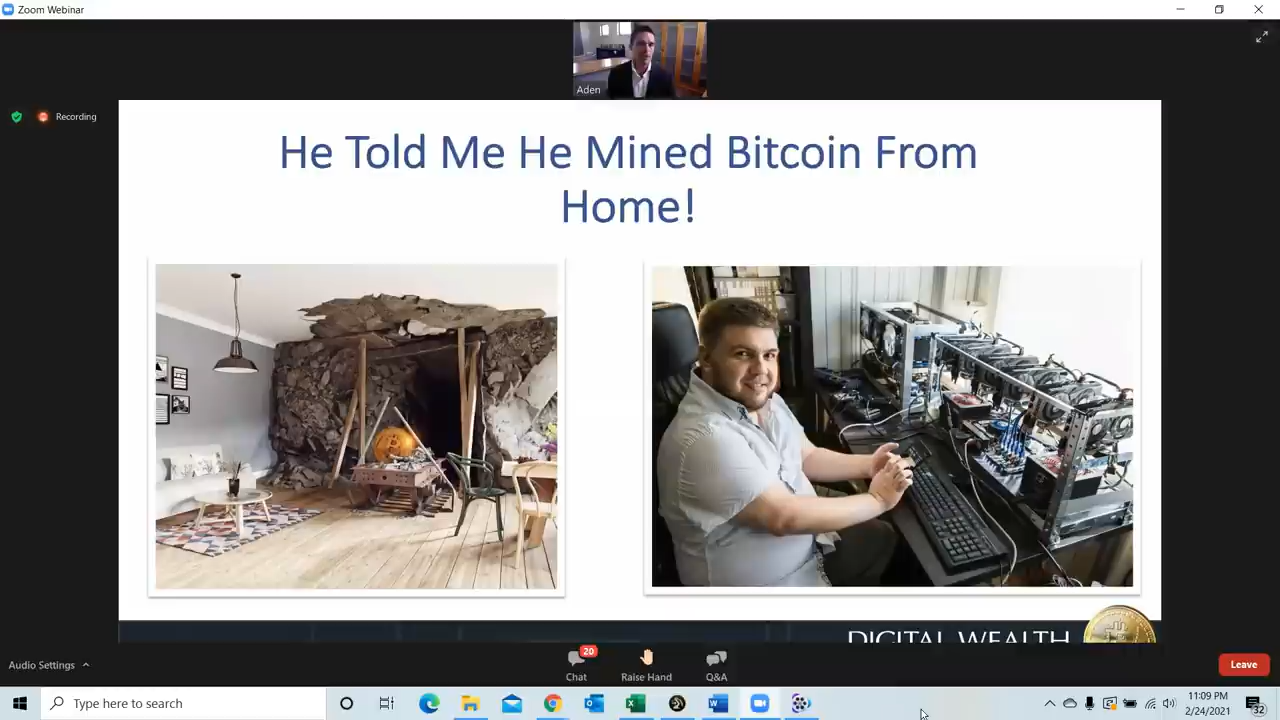 Zoom Webinar
Aden
Recording
He Told Me He Mined Bitcoin From
Home!
DIGITAL WEALTH
Audio Settings
20
Chat
Raise Hand
Q&A
Leave
Type here to search
11:09 PM
2/24/2021
32